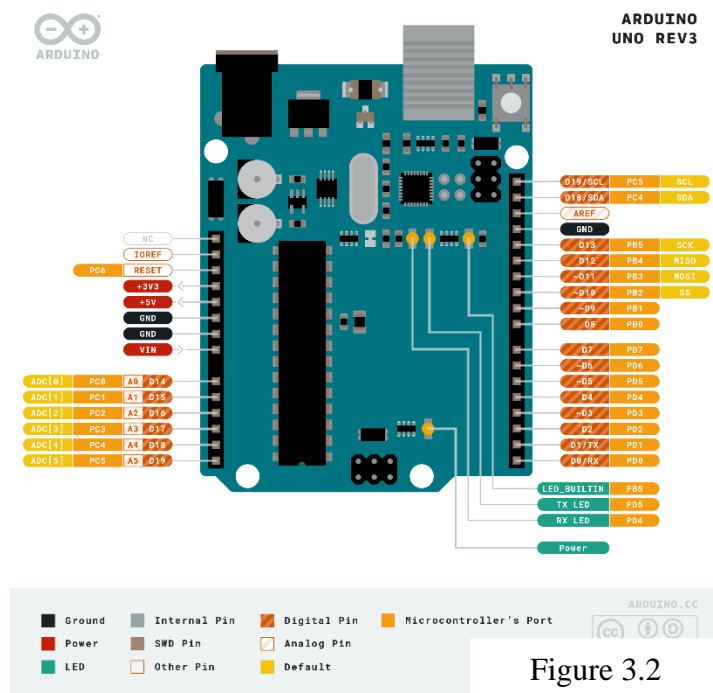 ARDUINO
ARDUINO
UNO REV3
NC
IOREF
PC6 RESET
+3V3
+5V
GND
GND
VIN
ADC[0] PC0 A0 D14
ADC[1] PC1 A1 D15
ADC[2] PC2 A2 D16
ADC[3] PC3 A3 D17
ADC[4] PC4 A4 D18
ADC[5] PC5 A5 D19
D19/SCL PC5 SCL
D18/SDA PC4 SDA
AREF
GND
~D13 PB5 SCK
D12 PB4 MISO
~D11 PB3 MOSI
~D10 PB2 SS
~D9 PB1
D8 PB0
D7 PD7
~D6 PD6
~D5 PD5
D4 PD4
~D3 PD3
D2 PD2
D1/TX PD1
D0/RX PD0
LED_BUILTIN PB5
TX LED PD5
RX LED PD4
Power
ARDUINO.CC
Ground Internal Pin Digital Pin Microcontroller's Port
Power SWD Pin Analog Pin
LED Other Pin Default
cc
Figure 3.2